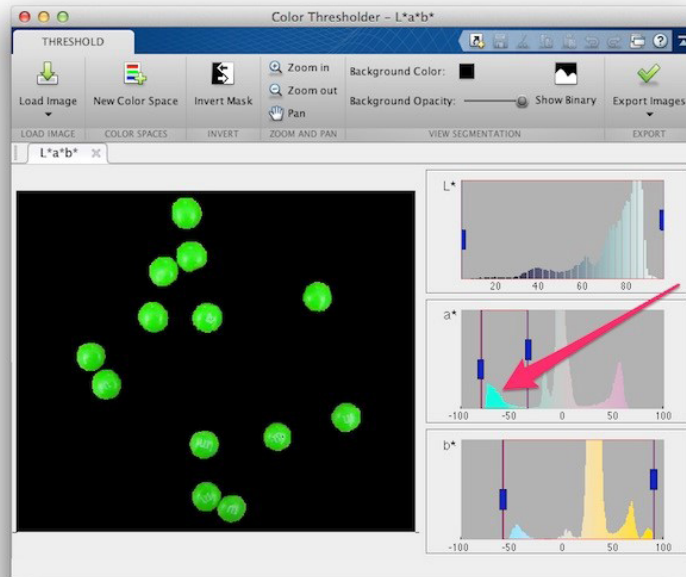 Color Thresholder – L*a*b*
THRESHOLD
Load Image
New Color Space
Invert Mask
Zoom in
Zoom out
Pan
Background Color:
Background Opacity:
Show Binary
Export Images
LOAD IMAGE
COLOR SPACES
INVERT
ZOOM AND PAN
VIEW SEGMENTATION
EXPORT
L*a*b*
L*
20 40 60 80
a*
-100 -50 0 50 100
b*
-100 -50 0 50 100